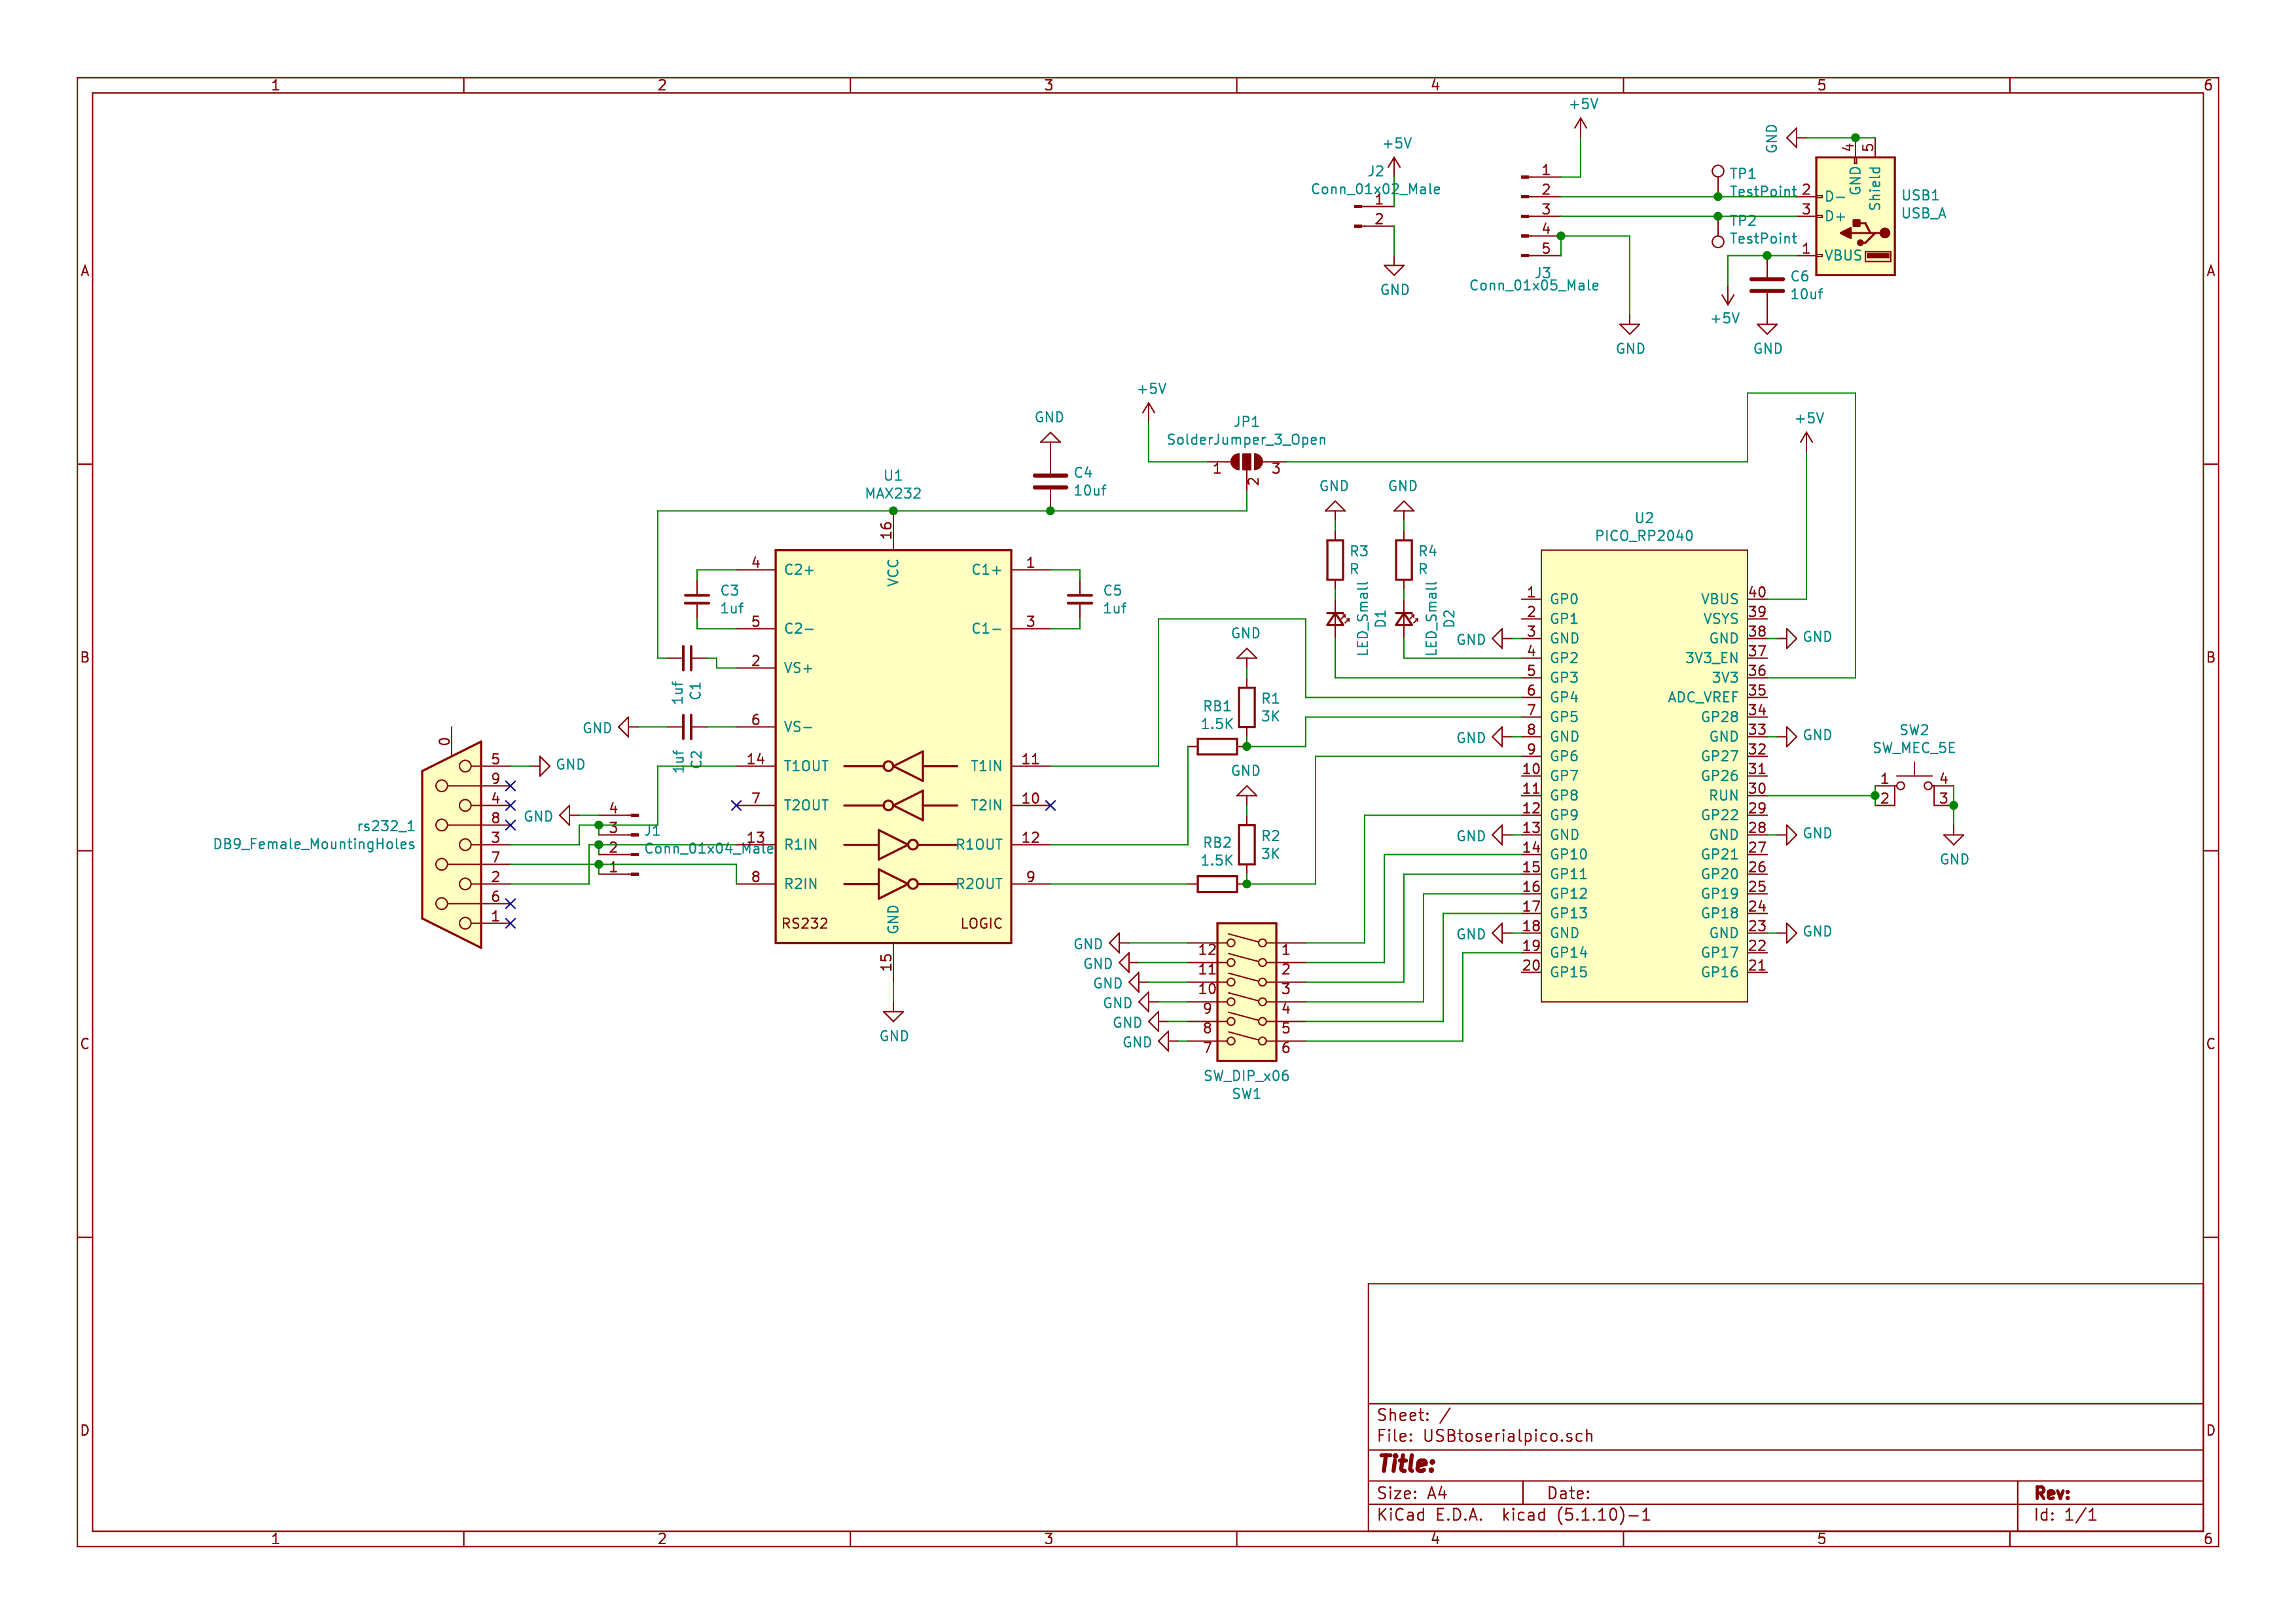 1 2 3 4 5 6
+5V
J2
Conn_01x02_Male
1
2
+5V
GND
+5V
1
2
3
4
5
J3
Conn_01x05_Male
GND
TP1
TestPoint
TP2
TestPoint
GND
4 5
GND Shield
2 D-
3 D+
1 VBUS
USB1
USB_A
C6
10uf
+5V
GND
A A
+5V
JP1
SolderJumper_3_Open
1 3
2
GND
C4
10uf
+5V
U1
MAX232
16
VCC
4 C2+ C1+ 1
C3
1uf
C5
1uf
5 C2- C1- 3
2 VS+
1uf C1
GND
6 VS-
1uf C2
14 T1OUT T1IN 11
7 T2OUT T2IN 10
13 R1IN R1OUT 12
8 R2IN R2OUT 9
RS232 GND LOGIC
15
GND
B B
0
5 GND
9
4
8
3
7
2
6
1
rs232_1
DB9_Female_MountingHoles
GND
4
3
2
1
J1
Conn_01x04_Male
GND GND
R3
R
R4
R
LED_Small
D1
LED_Small
D2
GND
R1
3K
RB1
1.5K
GND
R2
3K
RB2
1.5K
U2
PICO_RP2040
1 GP0 VBUS 40
2 GP1 VSYS 39
GND 3 GND GND 38 GND
4 GP2 3V3_EN 37
5 GP3 3V3 36
6 GP4 ADC_VREF 35
7 GP5 GP28 34
GND 8 GND GND 33 GND
9 GP6 GP27 32
10 GP7 GP26 31
11 GP8 RUN 30
12 GP9 GP22 29
GND 13 GND GND 28 GND
14 GP10 GP21 27
15 GP11 GP20 26
16 GP12 GP19 25
17 GP13 GP18 24
GND 18 GND GND 23 GND
19 GP14 GP17 22
20 GP15 GP16 21
SW2
SW_MEC_5E
1 4
2 3
GND
GND 12 1
GND 11 2
GND 10 3
GND 9 4
GND 8 5
GND 7 6
SW_DIP_x06
SW1
C C
D D
Sheet: /
File: USBtoserialpico.sch
Title:
Size: A4 Date: Rev:
KiCad E.D.A. kicad (5.1.10)-1 Id: 1/1
1 2 3 4 5 6